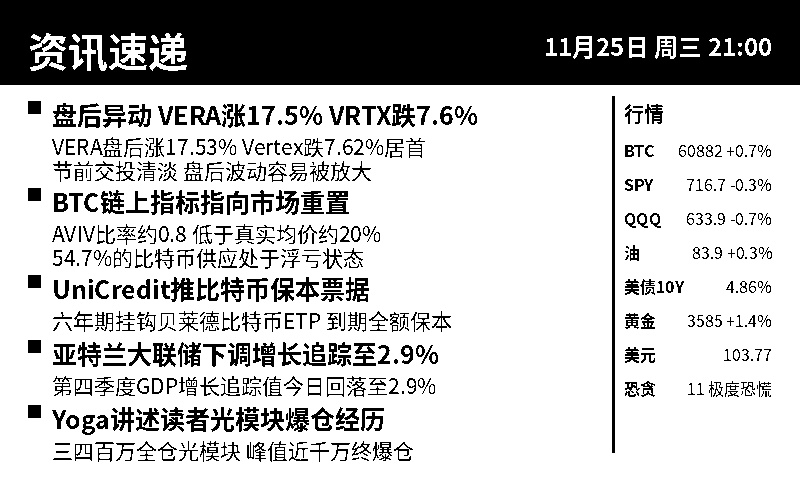 资讯速递
11月25日 周三 21:00
盘后异动 VERA涨17.5% VRTX跌7.6%
VERA盘后涨17.53% Vertex跌7.62%居首
节前交投清淡 盘后波动容易被放大
BTC链上指标指向市场重置
AVIV比率约0.8 低于真实均价约20%
54.7%的比特币供应处于浮亏状态
UniCredit推比特币保本票据
六年期挂钩贝莱德比特币ETP 到期全额保本
亚特兰大联储下调增长追踪至2.9%
第四季度GDP增长追踪值今日回落至2.9%
Yoga讲述读者光模块爆仓经历
三四百万全仓光模块 峰值近千万终爆仓
行情
BTC 60882 +0.7%
SPY 716.7 -0.3%
QQQ 633.9 -0.7%
油 83.9 +0.3%
美债10Y 4.86%
黄金 3585 +1.4%
美元 103.77
恐贪 11 极度恐慌